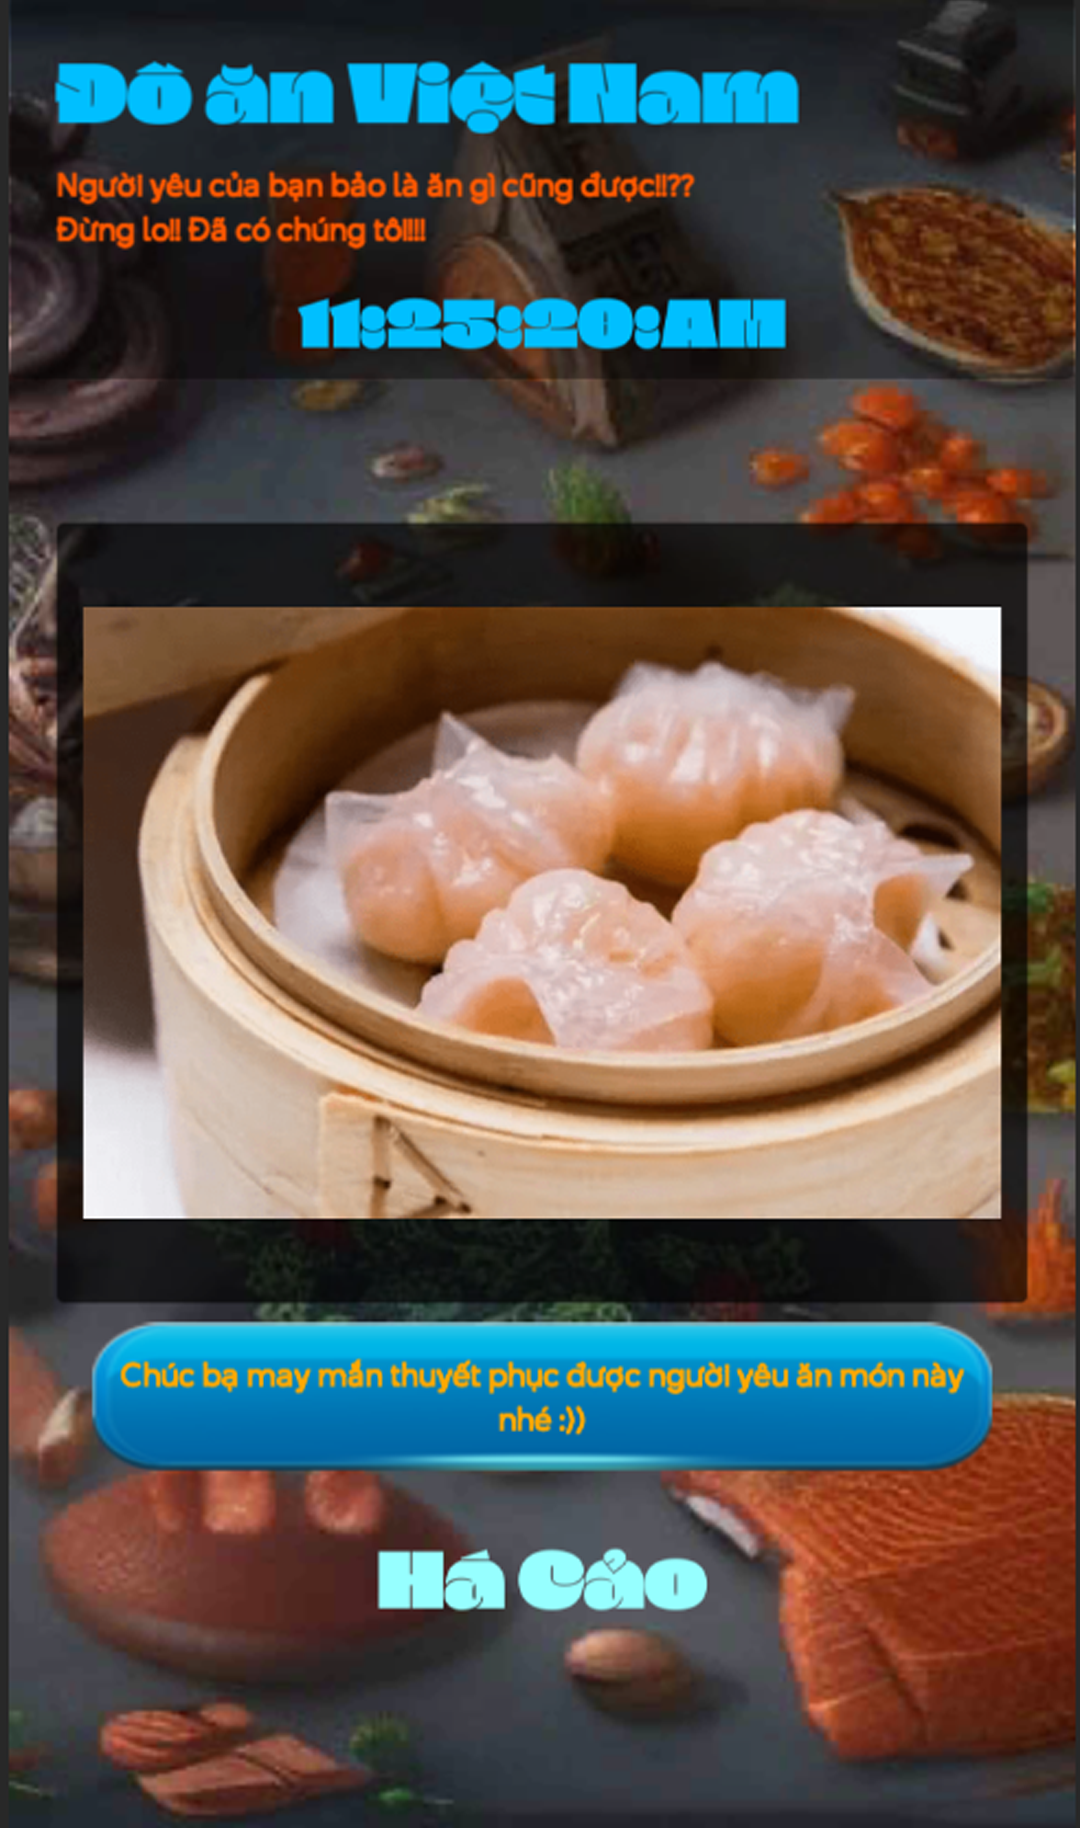 Đồ ăn Việt Nam
Người yêu của bạn bảo là ăn gì cũng được!!??
Đừng lo!! Đã có chúng tôi!!!
11:25:20:AM
Chúc bạ may mắn thuyết phục được người yêu ăn món này
nhé :))
Há Cảo